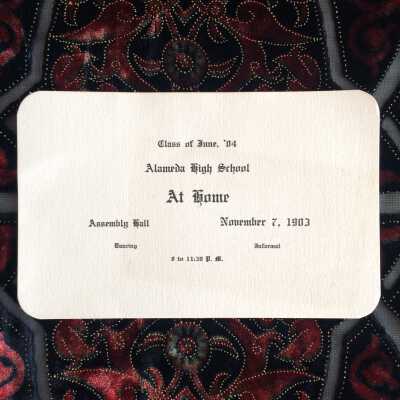 Class of June, '04
Alameda High School
At Home
Assembly Hall November 7, 1903
Dancing Informal
8 to 11:30 P. M.